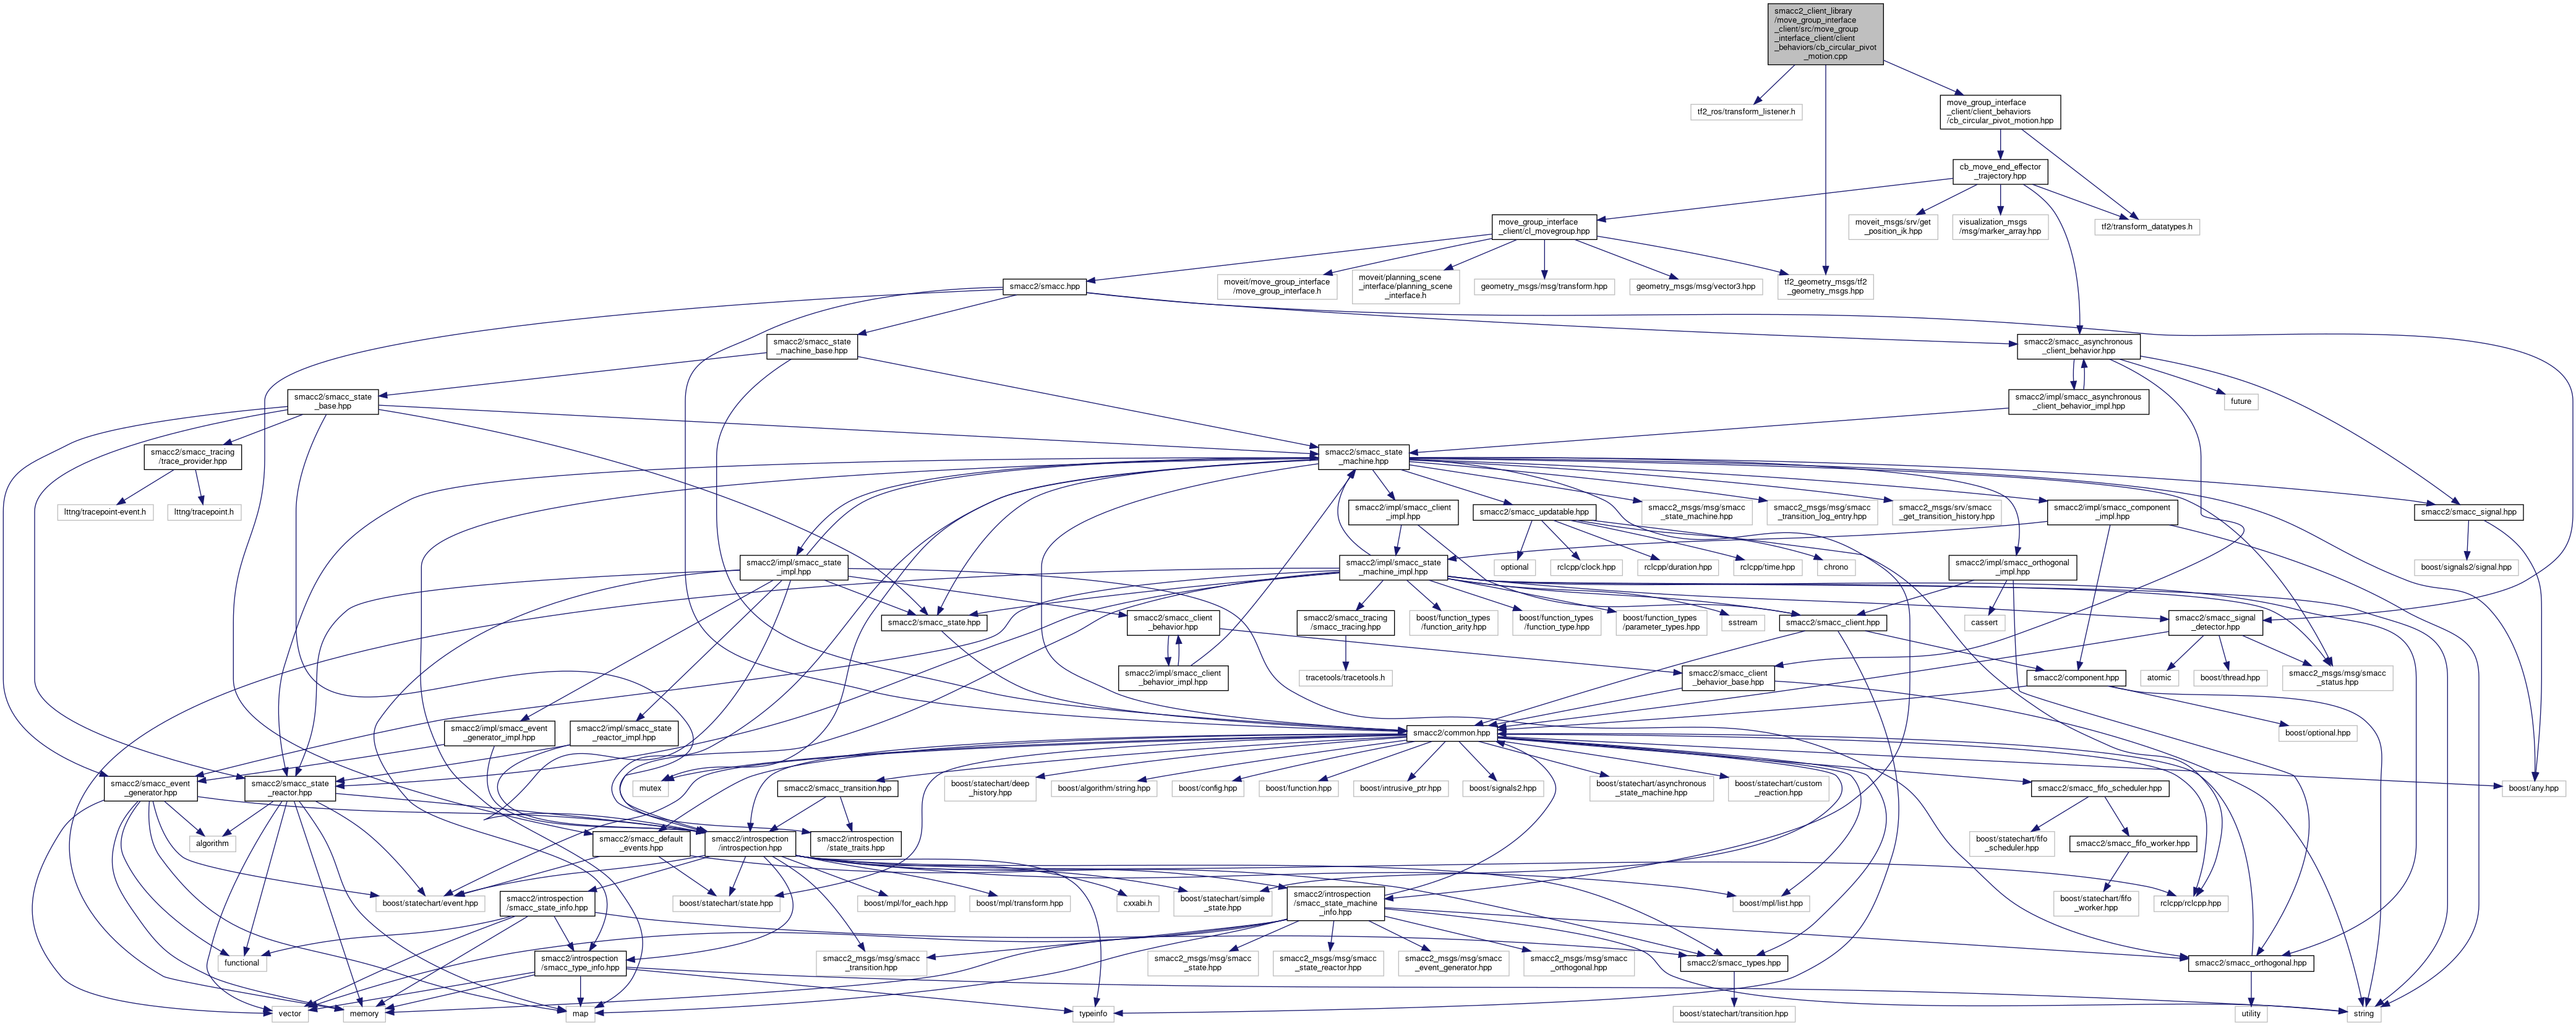 smacc2_client_library
/move_group_interface
_client/src/move_group
_interface_client/client
_behaviors/cb_circular_pivot
_motion.cpp
tf2_ros/transform_listener.h
move_group_interface
_client/client_behaviors
/cb_circular_pivot_motion.hpp
cb_move_end_effector
_trajectory.hpp
move_group_interface
_client/cl_movegroup.hpp
moveit_msgs/srv/get
_position_ik.hpp
visualization_msgs
/msg/marker_array.hpp
tf2/transform_datatypes.h
smacc2/smacc.hpp
moveit/move_group_interface
/move_group_interface.h
moveit/planning_scene
_interface/planning_scene
_interface.h
geometry_msgs/msg/transform.hpp
geometry_msgs/msg/vector3.hpp
tf2_geometry_msgs/tf2
_geometry_msgs.hpp
smacc2/smacc_state
_machine_base.hpp
smacc2/smacc_asynchronous
_client_behavior.hpp
smacc2/smacc_state
_base.hpp
smacc2/impl/smacc_asynchronous
_client_behavior_impl.hpp
future
smacc2/smacc_tracing
/trace_provider.hpp
smacc2/smacc_state
_machine.hpp
lttng/tracepoint-event.h
lttng/tracepoint.h
smacc2/impl/smacc_client
_impl.hpp
smacc2/smacc_updatable.hpp
smacc2_msgs/msg/smacc
_state_machine.hpp
smacc2_msgs/msg/smacc
_transition_log_entry.hpp
smacc2_msgs/srv/smacc
_get_transition_history.hpp
smacc2/impl/smacc_component
_impl.hpp
smacc2/smacc_signal.hpp
smacc2/impl/smacc_state
_impl.hpp
smacc2/impl/smacc_state
_machine_impl.hpp
optional
rclcpp/clock.hpp
rclcpp/duration.hpp
rclcpp/time.hpp
chrono
smacc2/impl/smacc_orthogonal
_impl.hpp
boost/signals2/signal.hpp
smacc2/smacc_state.hpp
smacc2/smacc_client
_behavior.hpp
smacc2/smacc_tracing
/smacc_tracing.hpp
boost/function_types
/function_arity.hpp
boost/function_types
/function_type.hpp
boost/function_types
/parameter_types.hpp
sstream
smacc2/smacc_client.hpp
cassert
smacc2/smacc_signal
_detector.hpp
smacc2/impl/smacc_client
_behavior_impl.hpp
tracetools/tracetools.h
smacc2/smacc_client
_behavior_base.hpp
smacc2/component.hpp
atomic
boost/thread.hpp
smacc2_msgs/msg/smacc
_status.hpp
smacc2/impl/smacc_event
_generator_impl.hpp
smacc2/impl/smacc_state
_reactor_impl.hpp
smacc2/common.hpp
boost/optional.hpp
smacc2/smacc_event
_generator.hpp
smacc2/smacc_state
_reactor.hpp
mutex
smacc2/smacc_transition.hpp
boost/statechart/deep
_history.hpp
boost/algorithm/string.hpp
boost/config.hpp
boost/function.hpp
boost/intrusive_ptr.hpp
boost/signals2.hpp
boost/statechart/asynchronous
_state_machine.hpp
boost/statechart/custom
_reaction.hpp
smacc2/smacc_fifo_scheduler.hpp
boost/any.hpp
algorithm
smacc2/smacc_default
_events.hpp
smacc2/introspection
/introspection.hpp
smacc2/introspection
/state_traits.hpp
boost/statechart/fifo
_scheduler.hpp
smacc2/smacc_fifo_worker.hpp
boost/statechart/event.hpp
smacc2/introspection
/smacc_state_info.hpp
boost/statechart/state.hpp
boost/mpl/for_each.hpp
boost/mpl/transform.hpp
cxxabi.h
boost/statechart/simple
_state.hpp
smacc2/introspection
/smacc_state_machine
_info.hpp
boost/mpl/list.hpp
boost/statechart/fifo
_worker.hpp
rclcpp/rclcpp.hpp
functional
smacc2/introspection
/smacc_type_info.hpp
smacc2_msgs/msg/smacc
_transition.hpp
smacc2_msgs/msg/smacc
_state.hpp
smacc2_msgs/msg/smacc
_state_reactor.hpp
smacc2_msgs/msg/smacc
_event_generator.hpp
smacc2_msgs/msg/smacc
_orthogonal.hpp
smacc2/smacc_types.hpp
smacc2/smacc_orthogonal.hpp
vector
memory
map
typeinfo
boost/statechart/transition.hpp
utility
string